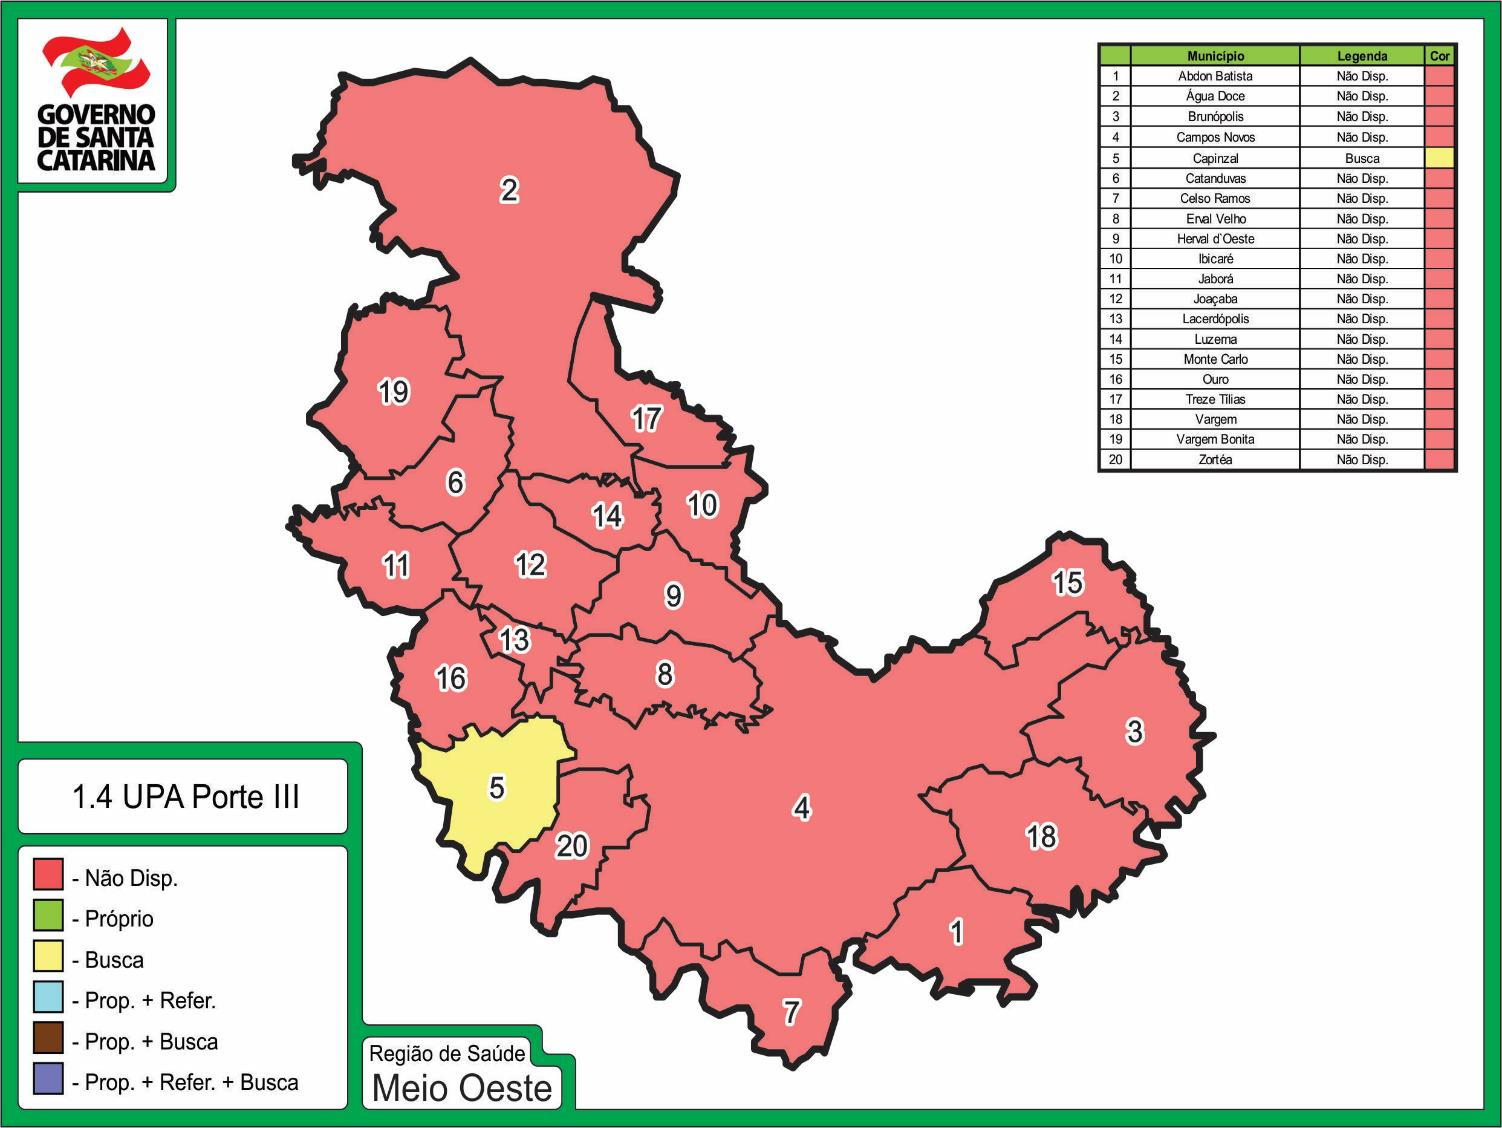 GOVERNO
DE SANTA
CATARINA
Município Legenda Cor
1 Abdon Batista Não Disp.
2 Água Doce Não Disp.
3 Brunópolis Não Disp.
4 Campos Novos Não Disp.
5 Capinzal Busca
6 Catanduvas Não Disp.
7 Celso Ramos Não Disp.
8 Erval Velho Não Disp.
9 Herval d`Oeste Não Disp.
10 Ibicaré Não Disp.
11 Jaborá Não Disp.
12 Joaçaba Não Disp.
13 Lacerdópolis Não Disp.
14 Luzerna Não Disp.
15 Monte Carlo Não Disp.
16 Ouro Não Disp.
17 Treze Tílias Não Disp.
18 Vargem Não Disp.
19 Vargem Bonita Não Disp.
20 Zortéa Não Disp.
2
19
17
6
10
14
11
12
15
9
13
8
16
3
5
4
18
20
1
7
1.4 UPA Porte III
- Não Disp.
- Próprio
- Busca
- Prop. + Refer.
- Prop. + Busca
- Prop. + Refer. + Busca
Região de Saúde
Meio Oeste